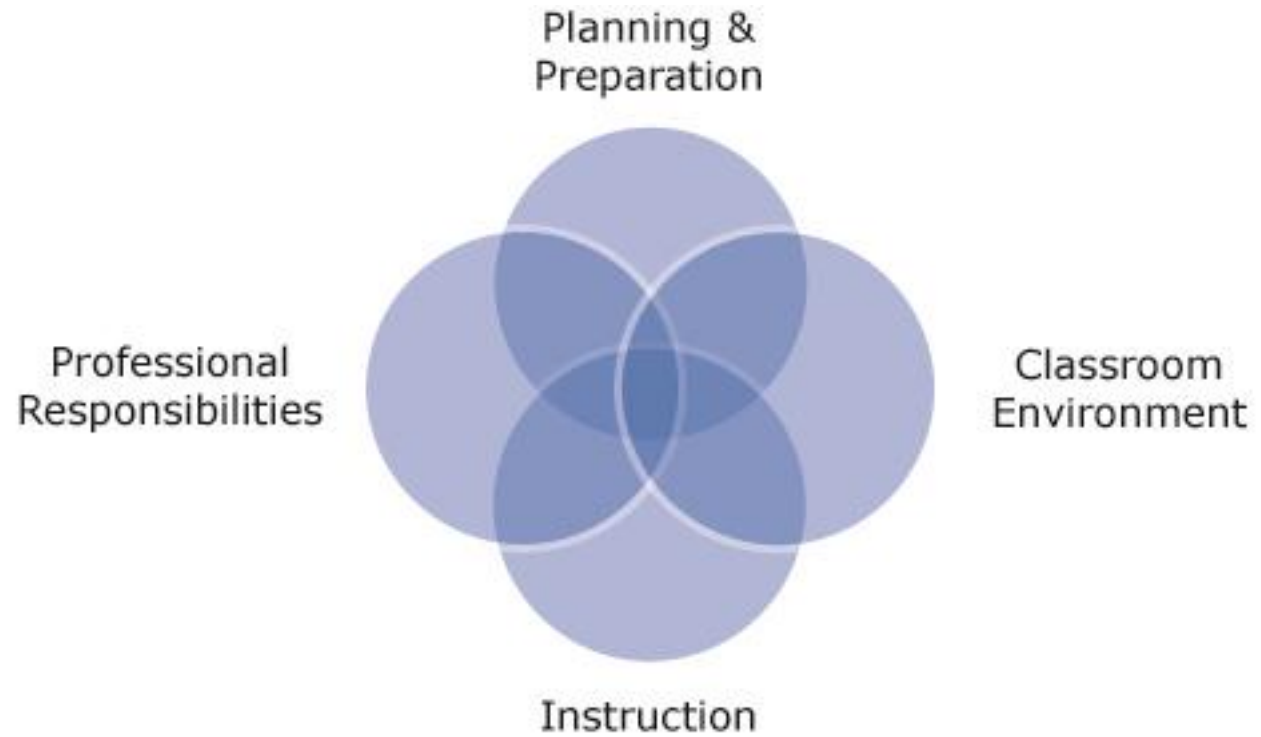 Planning &
Preparation
Professional
Responsibilities
Classroom
Environment
Instruction